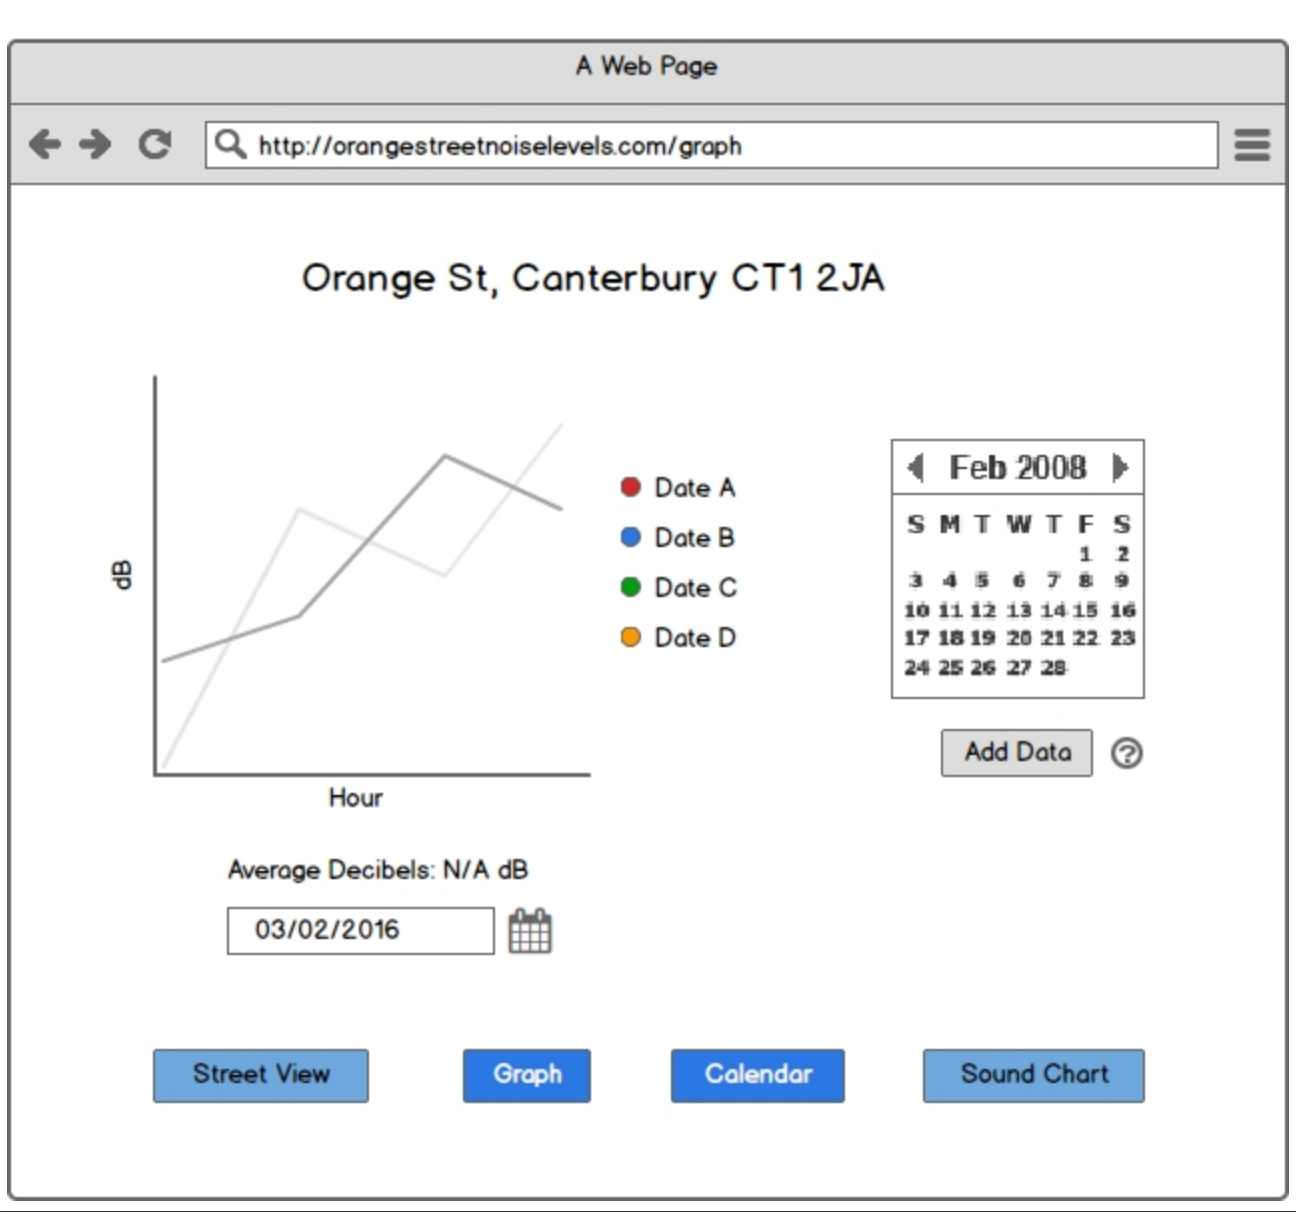 A Web Page
http://orangestreetnoiselevels.com/graph
Orange St, Canterbury CT1 2JA
dB
Hour
Date A
Date B
Date C
Date D
Feb 2008
S M T W T F S
1 2
3 4 5 6 7 8 9
10 11 12 13 14 15 16
17 18 19 20 21 22 23
24 25 26 27 28
Add Data ?
Average Decibels: N/A dB
03/02/2016
Street View
Graph
Calendar
Sound Chart